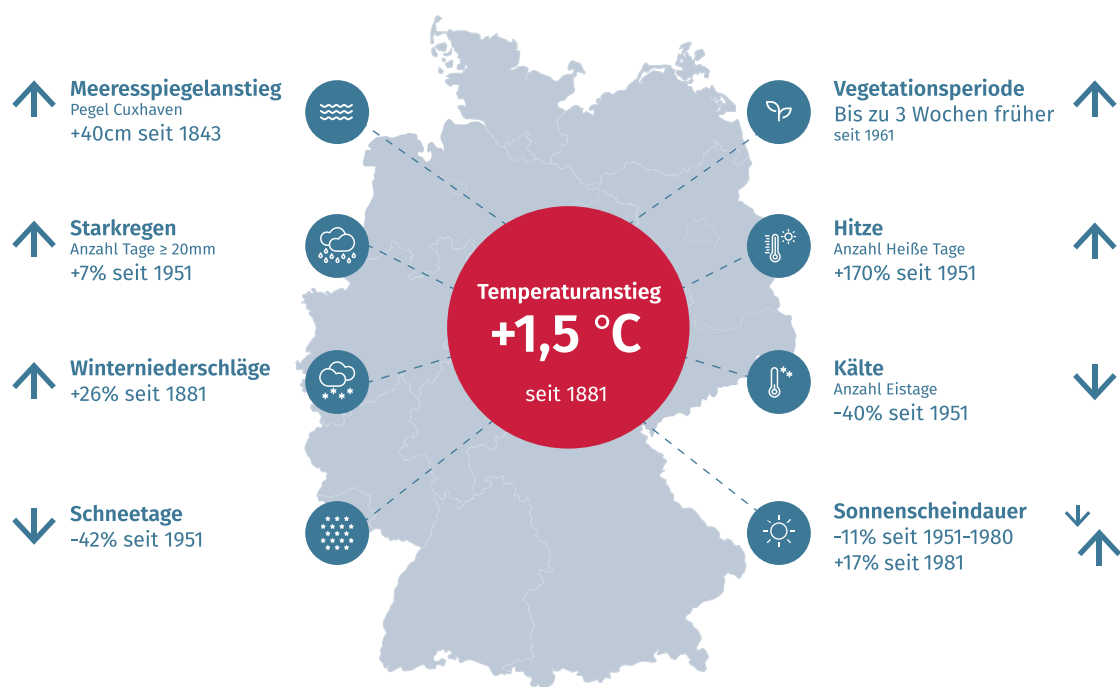 Meeresspiegelanstieg
Pegel Cuxhaven
+40cm seit 1843
Starkregen
Anzahl Tage ≥ 20mm
+7% seit 1951
Winterniederschläge
+26% seit 1881
Schneetage
-42% seit 1951
Temperaturanstieg
+1,5 °C
seit 1881
Vegetationsperiode
Bis zu 3 Wochen früher
seit 1961
Hitze
Anzahl Heiße Tage
+170% seit 1951
Kälte
Anzahl Eistage
-40% seit 1951
Sonnenscheindauer
-11% seit 1951-1980
+17% seit 1981